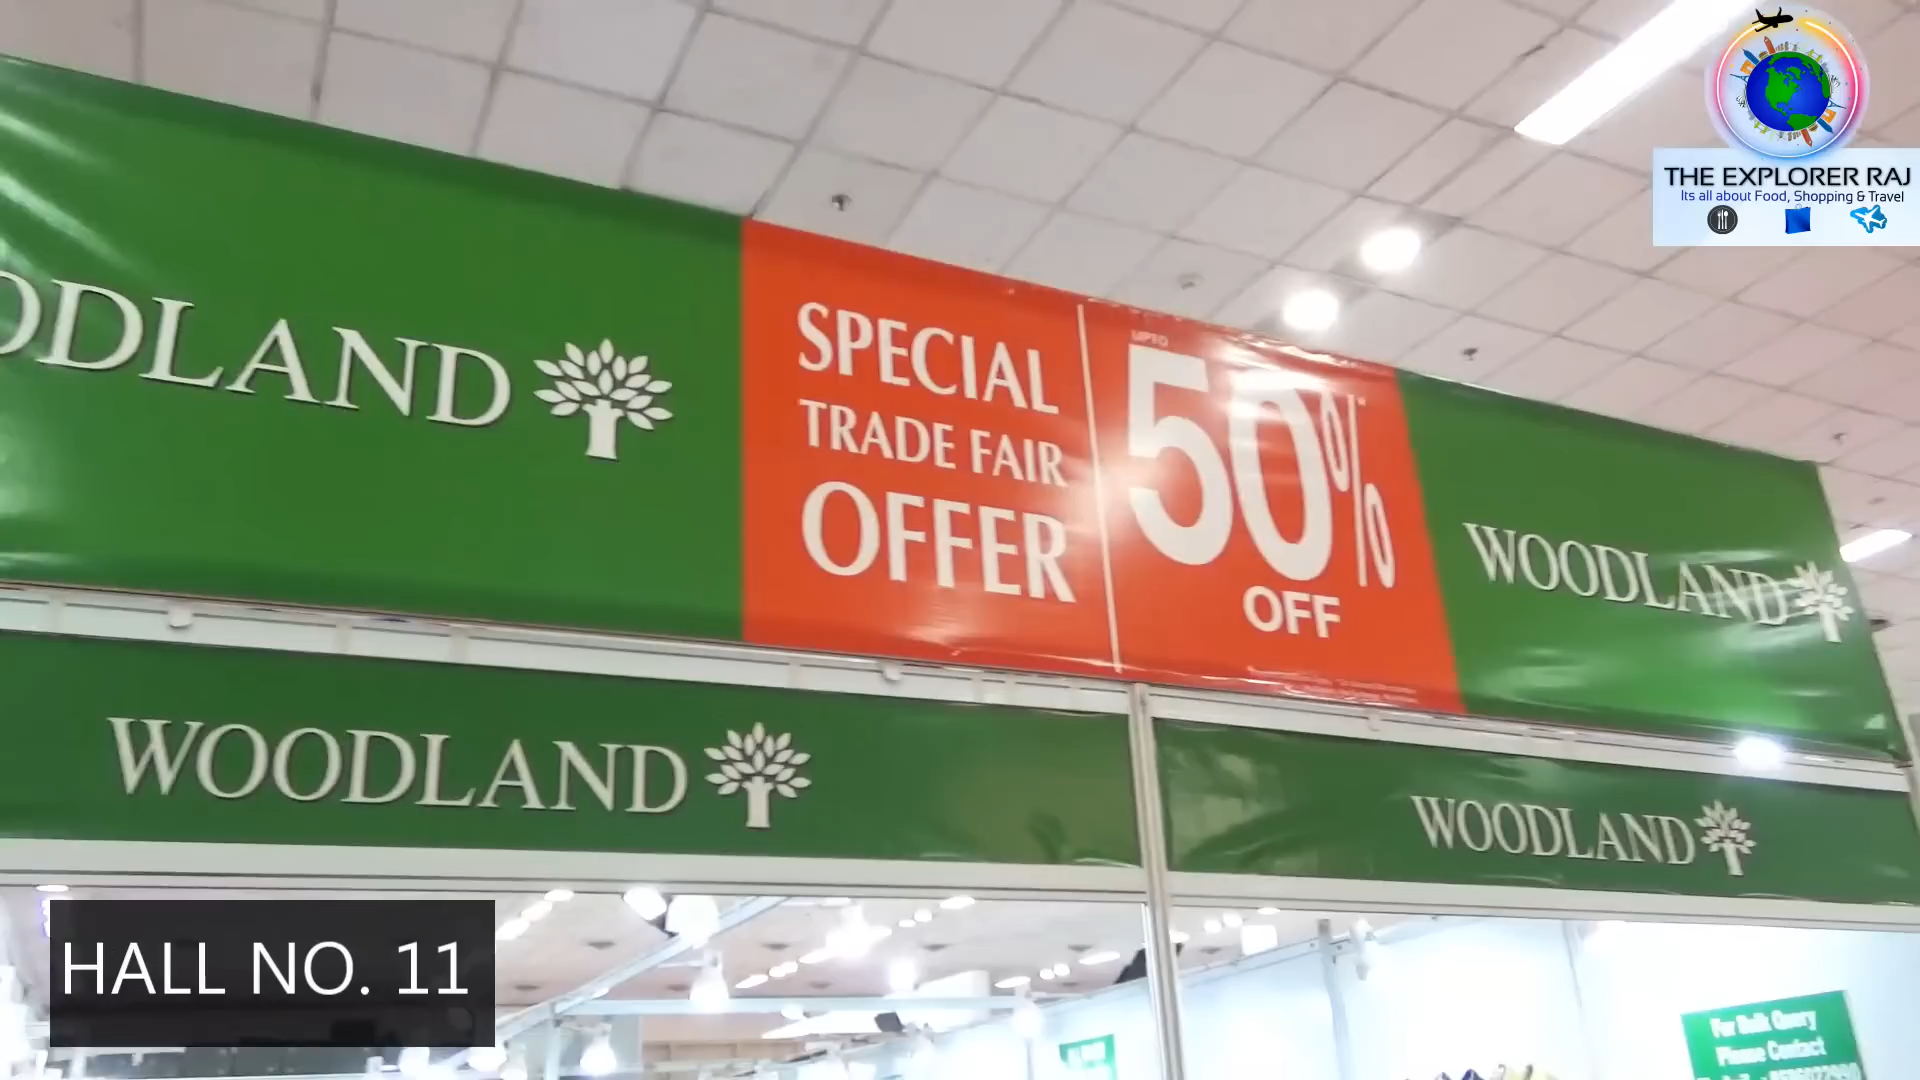 THE EXPLORER RAJ
Its all about Food, Shopping & Travel
WOODLAND
SPECIAL
TRADE FAIR
OFFER
UPTO
50%*
OFF
WOODLAND
WOODLAND
WOODLAND
HALL NO. 11
For Bulk Query
Please Contact